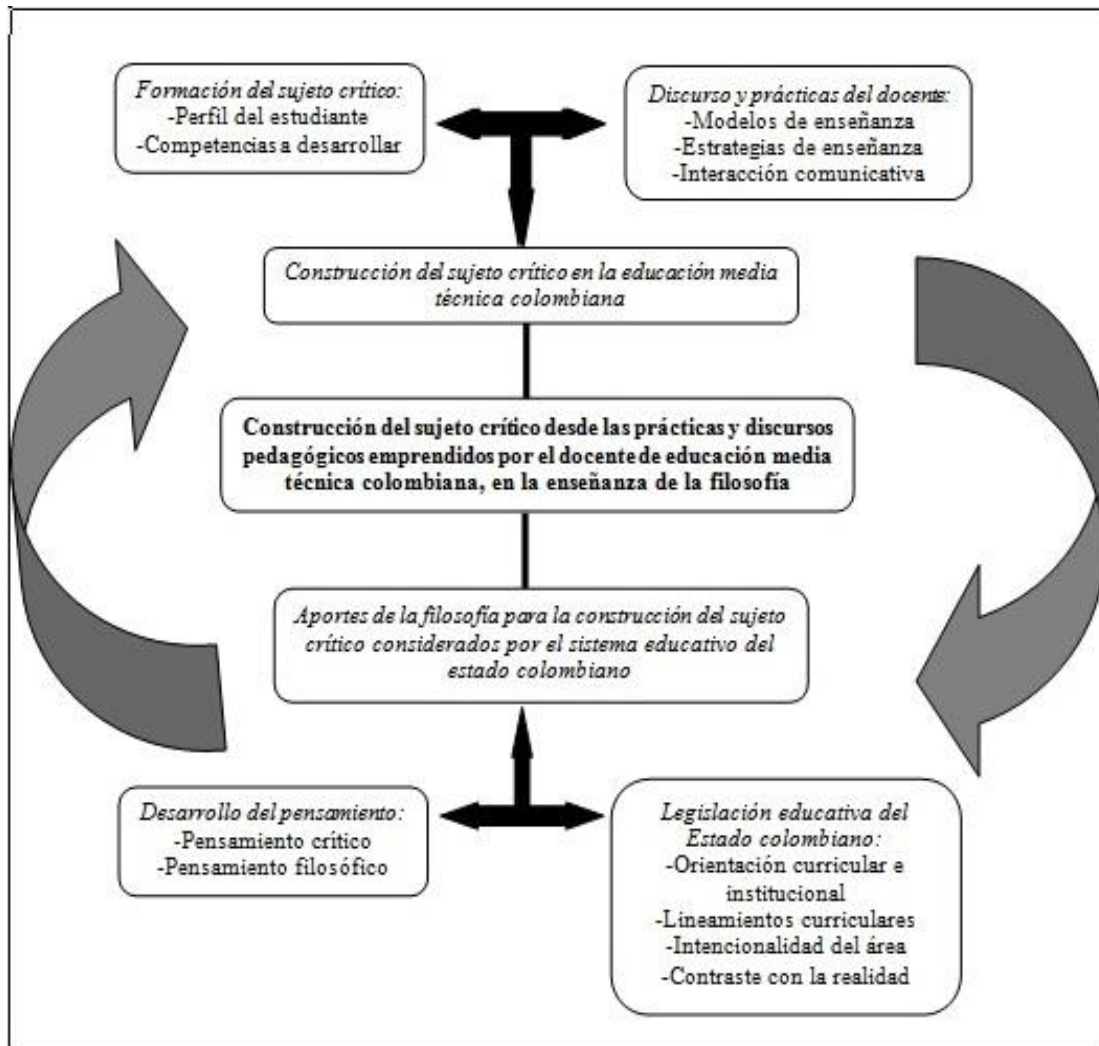 Formación del sujeto crítico:
-Perfil del estudiante
-Competencias a desarrollar
Discurso y prácticas del docente:
-Modelos de enseñanza
-Estrategias de enseñanza
-Interacción comunicativa
Construcción del sujeto crítico en la educación media
técnica colombiana
Construcción del sujeto crítico desde las prácticas y discursos
pedagógicos emprendidos por el docente de educación media
técnica colombiana, en la enseñanza de la filosofía
Aportes de la filosofía para la construcción del sujeto
crítico considerados por el sistema educativo del
estado colombiano
Desarrollo del pensamiento:
-Pensamiento crítico
-Pensamiento filosófico
Legislación educativa del
Estado colombiano:
-Orientación curricular e
institucional
-Lineamientos curriculares
-Intencionalidad del área
-Contraste con la realidad